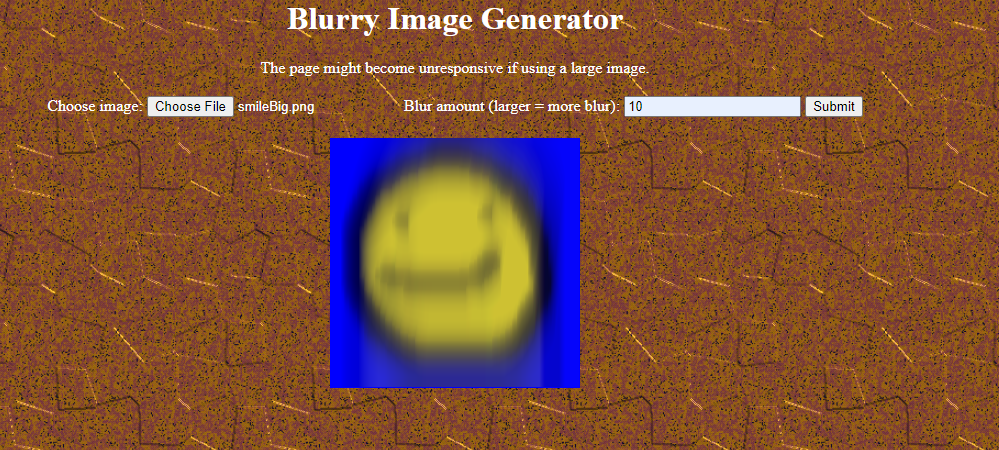 Blurry Image Generator
The page might become unresponsive if using a large image.
Choose image: Choose File smileBig.png Blur amount (larger = more blur): 10 Submit